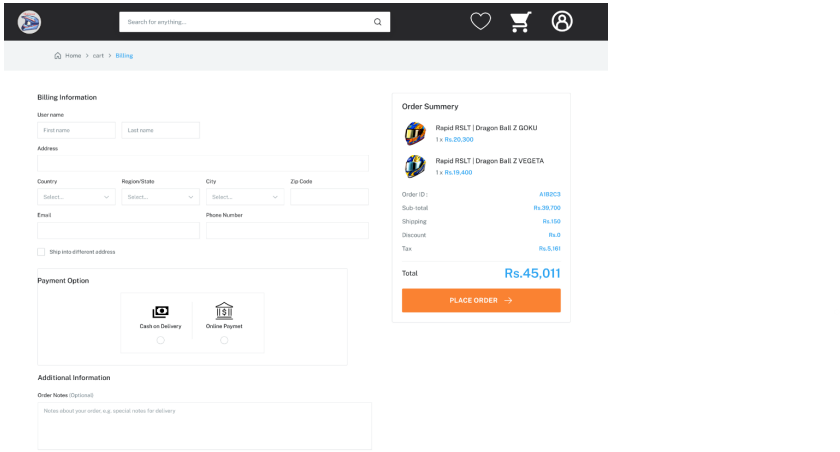 Search for anything...
Home > cart > Billing
Billing Information
User name
First name
Last name
Address
Country
Region/State
City
Zip Code
Select...
Select...
Select...
Email
Phone Number
Ship into different address
Payment Option
Cash on Delivery
Online Paymet
Additional Information
Order Notes (Optional)
Notes about your order, e.g. special notes for delivery
Order Summery
Rapid RSLT | Dragon Ball Z GOKU
1 x Rs.20,300
Rapid RSLT | Dragon Ball Z VEGETA
1 x Rs.19,400
Order ID : A1B2C3
Sub-total Rs.39,700
Shipping Rs.150
Discount Rs.0
Tax Rs.5,161
Total Rs.45,011
PLACE ORDER →